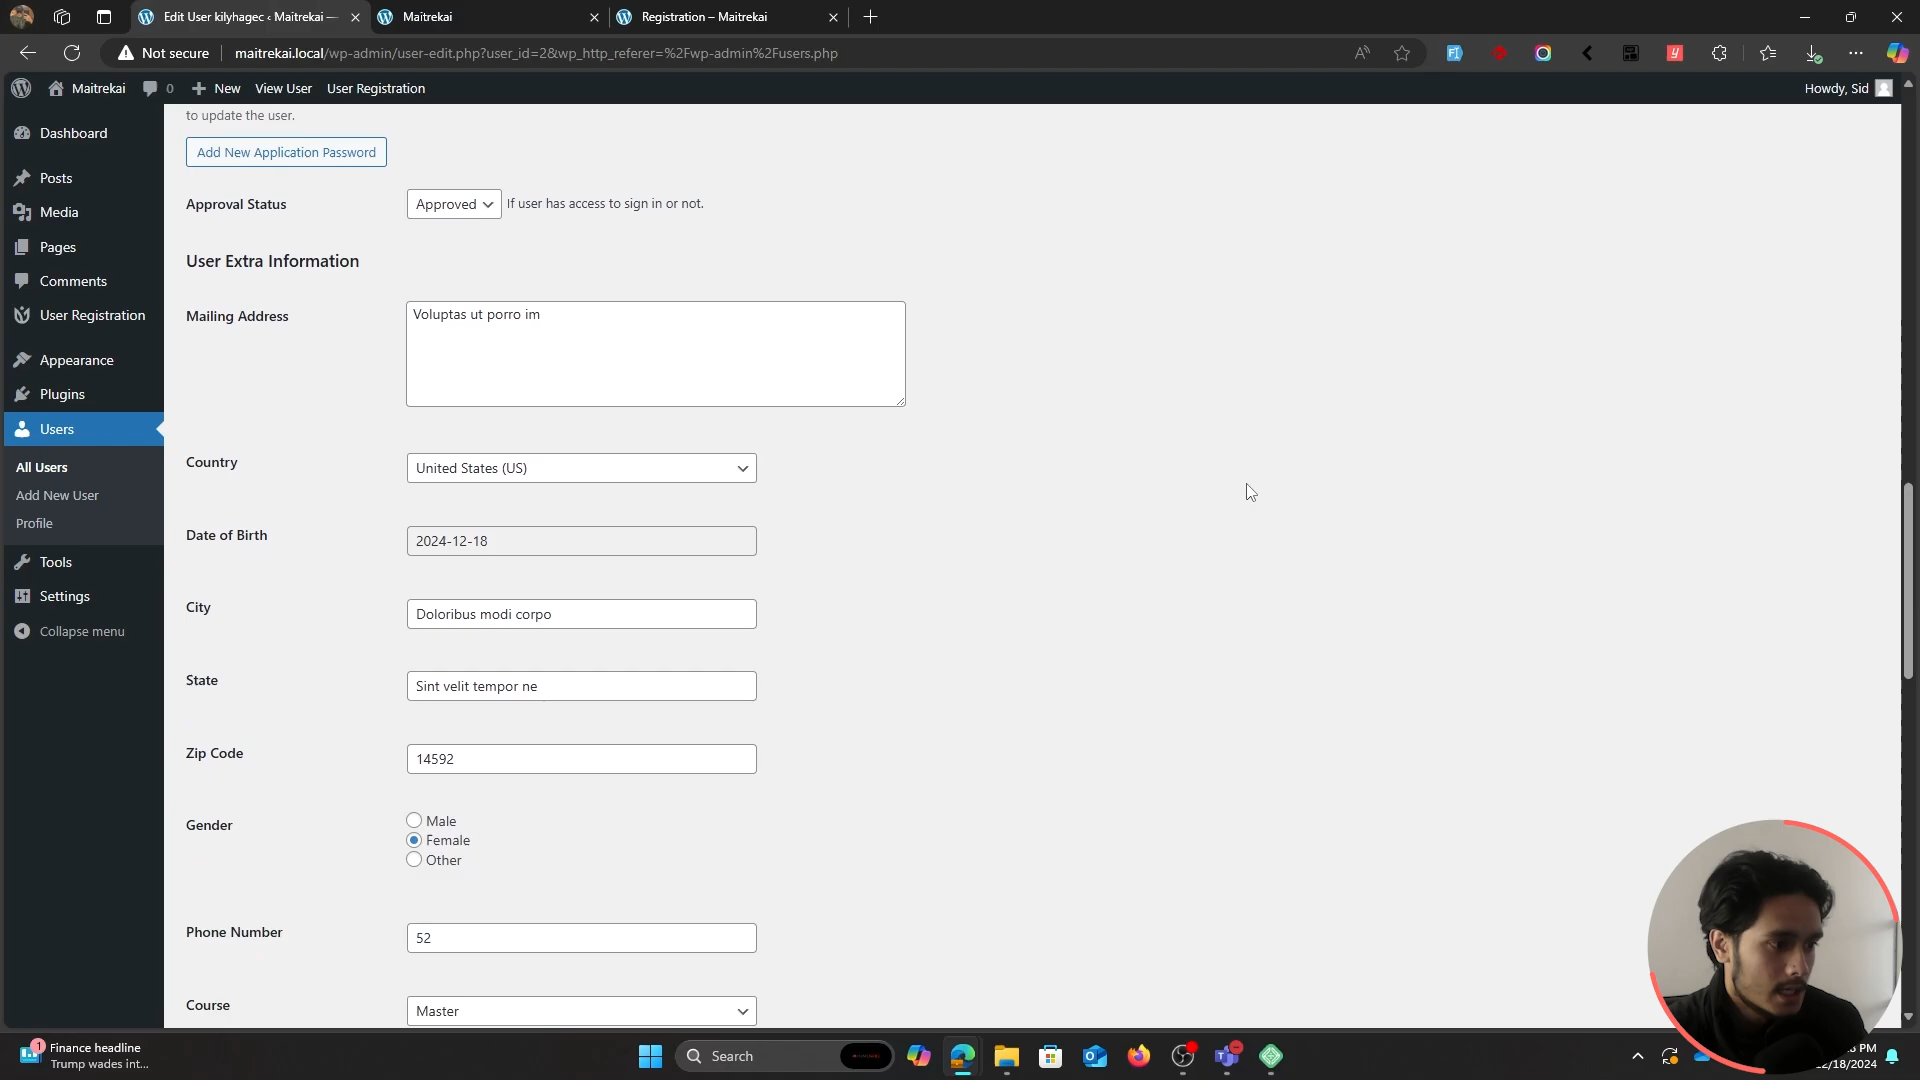 Edit User kilyhagec ‹ Maitrekai —
Maitrekai
Registration – Maitrekai
Not secure
maitrekai.local/wp-admin/user-edit.php?user_id=2&wp_http_referer=%2Fwp-admin%2Fusers.php
Maitrekai
0
New
View User
User Registration
Howdy, Sid
Dashboard
Posts
Media
Pages
Comments
User Registration
Appearance
Plugins
Users
All Users
Add New User
Profile
Tools
Settings
Collapse menu
to update the user.
Add New Application Password
Approval Status
Approved
If user has access to sign in or not.
User Extra Information
Mailing Address
Voluptas ut porro im
Country
United States (US)
Date of Birth
2024-12-18
City
Doloribus modi corpo
State
Sint velit tempor ne
Zip Code
14592
Gender
Male
Female
Other
Phone Number
52
Course
Master
1
Finance headline
Trump wades int...
Search
PM
12/18/2024